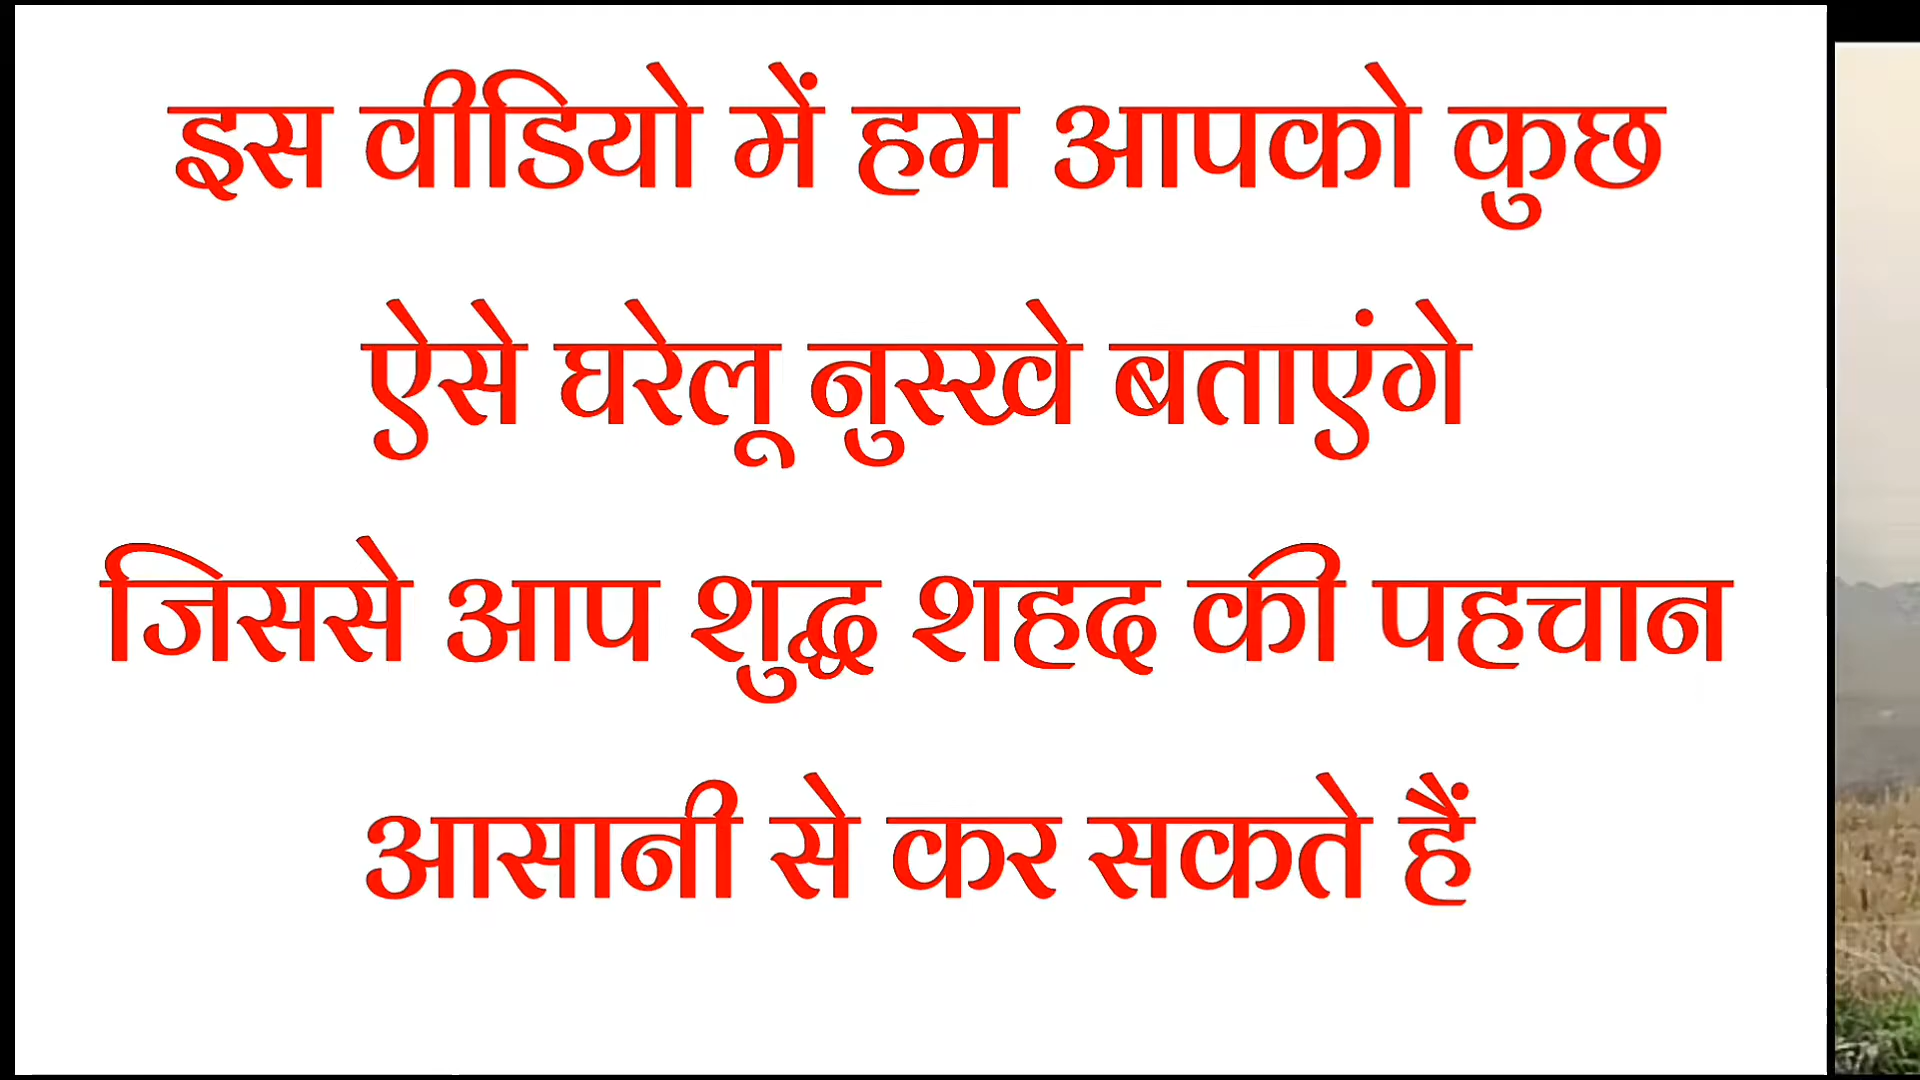 इस वीडियो में हम आपको कुछ
ऐसे घरेलू नुस्खे बताएंगे
जिससे आप शुद्ध शहद की पहचान
आसानी से कर सकते हैं